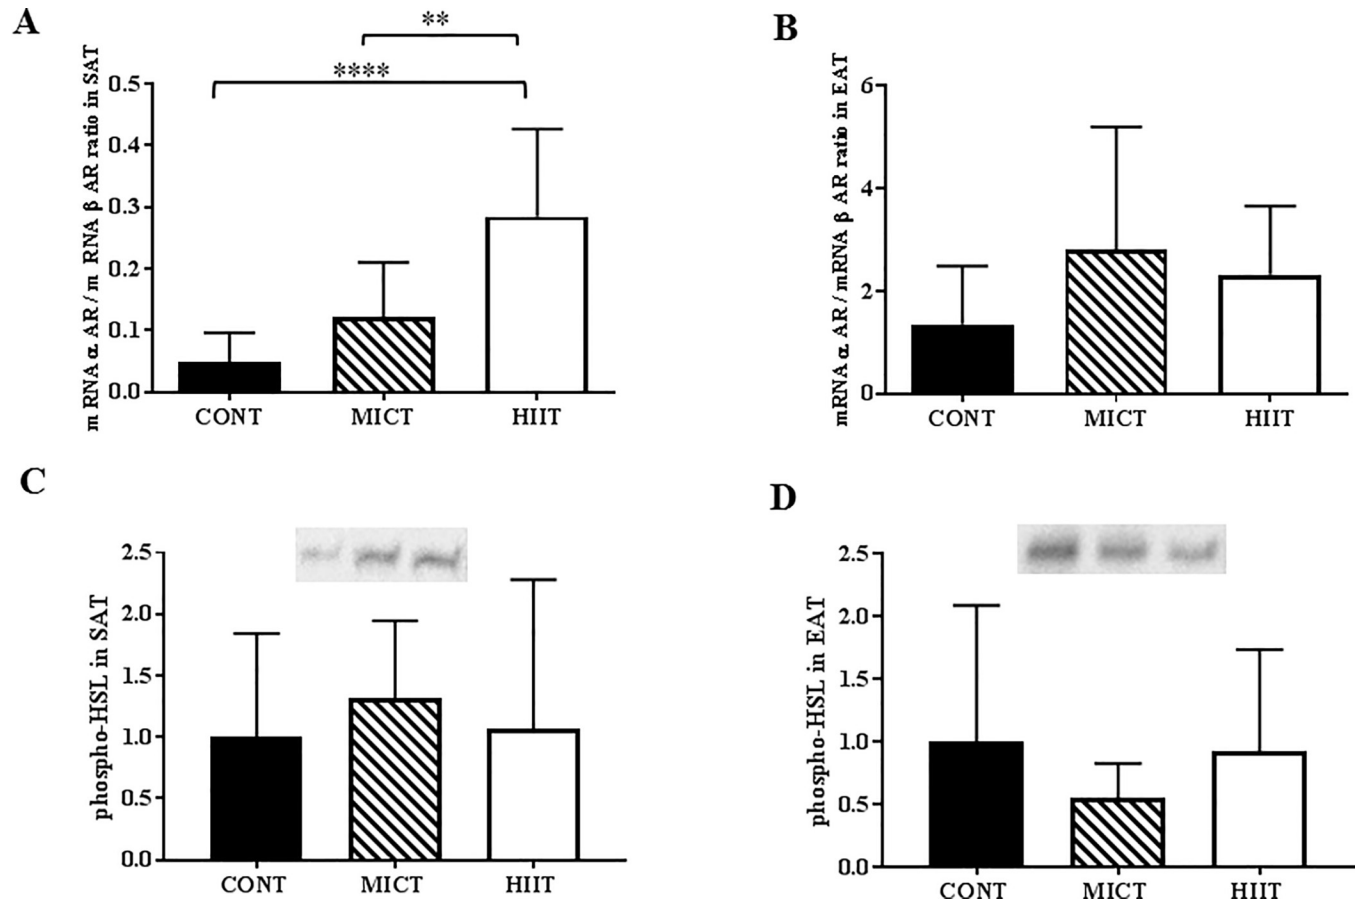 A
**
****
mRNA α AR / mRNA β AR ratio in SAT
0.5
0.4
0.3
0.2
0.1
0.0
CONT MICT HIIT
B
mRNA α AR / mRNA β AR ratio in EAT
6
4
2
0
CONT MICT HIIT
C
phospho-HSL in SAT
2.5
2.0
1.5
1.0
0.5
0.0
CONT MICT HIIT
D
phospho-HSL in EAT
2.5
2.0
1.5
1.0
0.5
0.0
CONT MICT HIIT